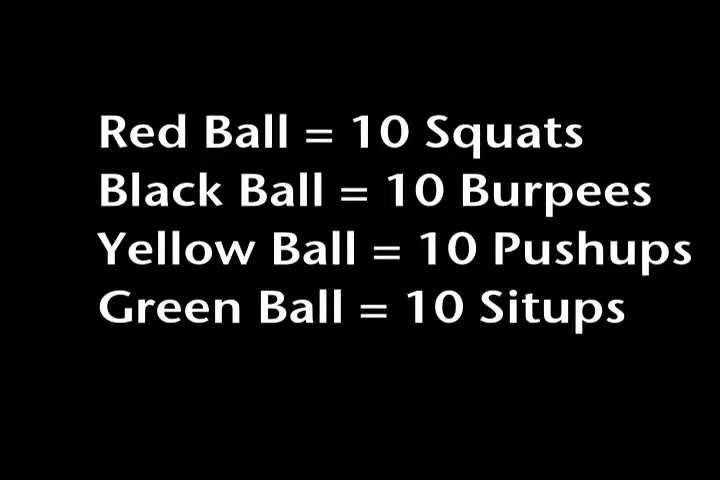 Red Ball = 10 Squats
Black Ball = 10 Burpees
Yellow Ball = 10 Pushups
Green Ball = 10 Situps